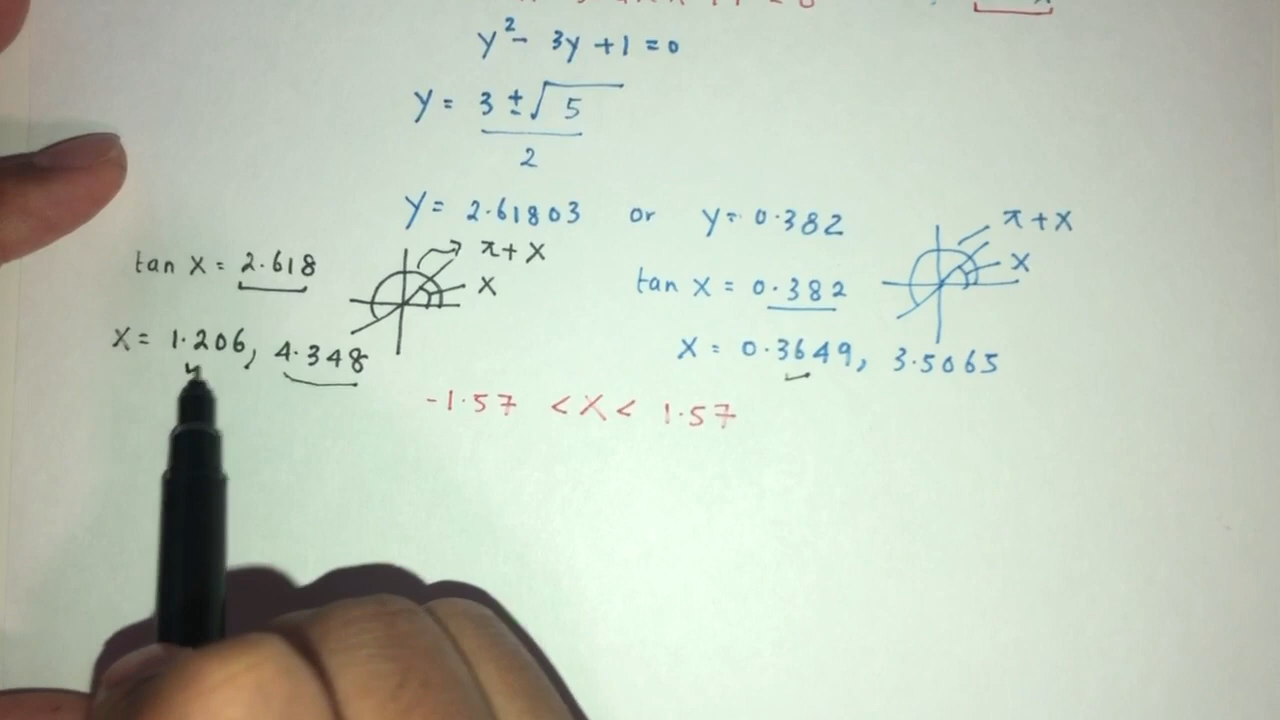 y² - 3y + 1 = 0
y = 3 ± √5
2
y = 2.61803 or y = 0.382
tan x = 2.618
π + x
x
x = 1.206, 4.348
π + x
x
tan x = 0.382
x = 0.3649, 3.5065
-1.57 < x < 1.57